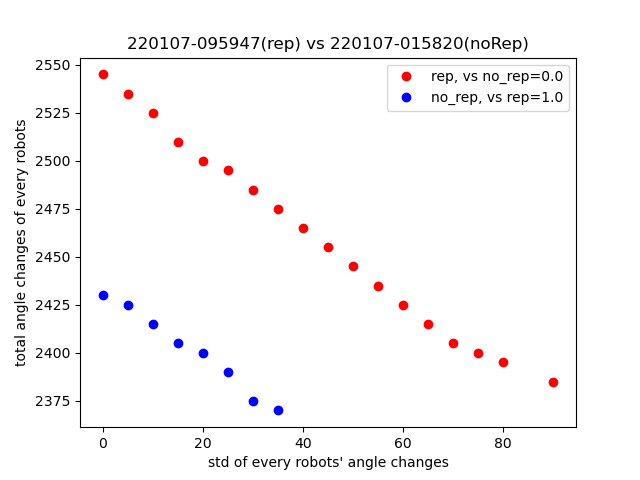 220107-095947(rep) vs 220107-015820(noRep)
rep, vs no_rep=0.0
no_rep, vs rep=1.0
total angle changes of every robots
2550
2525
2500
2475
2450
2425
2400
2375
0 20 40 60 80
std of every robots' angle changes